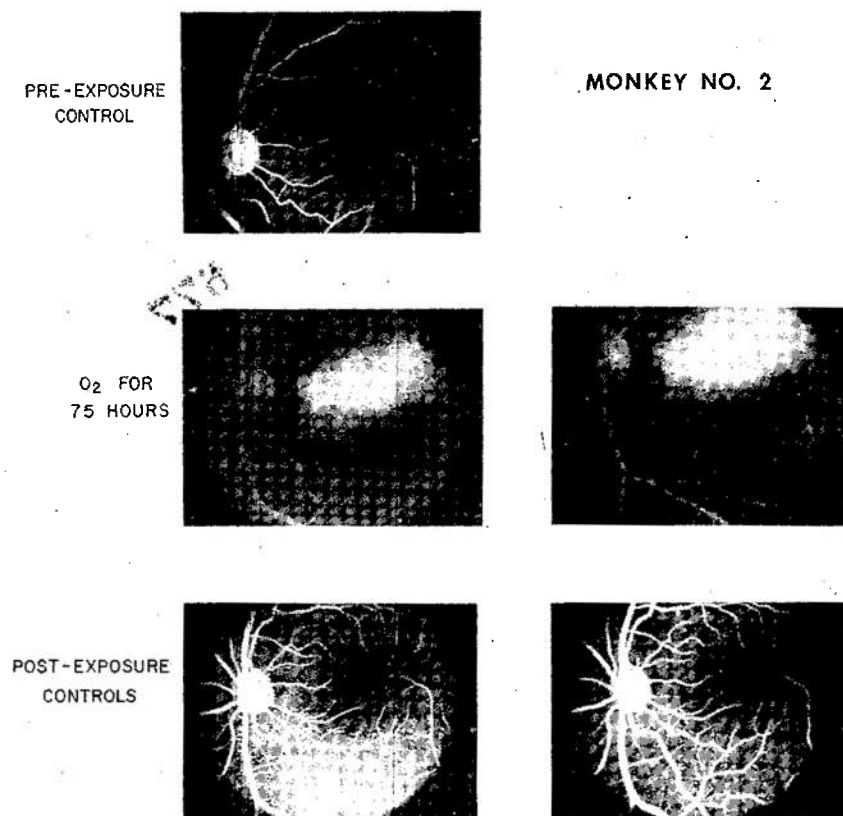 PRE-EXPOSURE
CONTROL
MONKEY NO. 2
O₂ FOR
75 HOURS
POST-EXPOSURE
CONTROLS